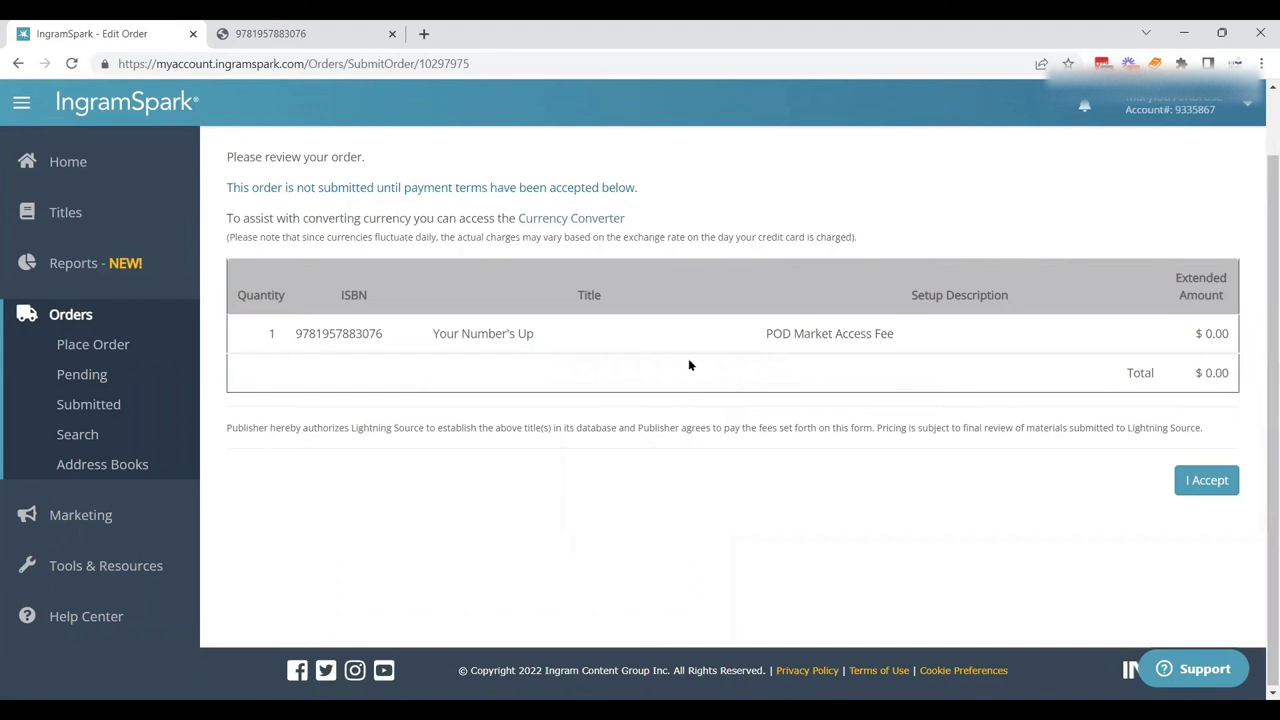 IngramSpark - Edit Order
9781957883076
https://myaccount.ingramspark.com/Orders/SubmitOrder/10297975
IngramSpark®
Account#: 9335867
Home
Titles
Reports - NEW!
Orders
Place Order
Pending
Submitted
Search
Address Books
Marketing
Tools & Resources
Help Center
Please review your order.
This order is not submitted until payment terms have been accepted below.
To assist with converting currency you can access the Currency Converter
(Please note that since currencies fluctuate daily, the actual charges may vary based on the exchange rate on the day your credit card is charged).
Quantity ISBN Title Setup Description Extended Amount
1 9781957883076 Your Number's Up POD Market Access Fee $ 0.00
Total $ 0.00
Publisher hereby authorizes Lightning Source to establish the above title(s) in its database and Publisher agrees to pay the fees set forth on this form. Pricing is subject to final review of materials submitted to Lightning Source.
I Accept
© Copyright 2022 Ingram Content Group Inc. All Rights Reserved. | Privacy Policy | Terms of Use | Cookie Preferences
Support